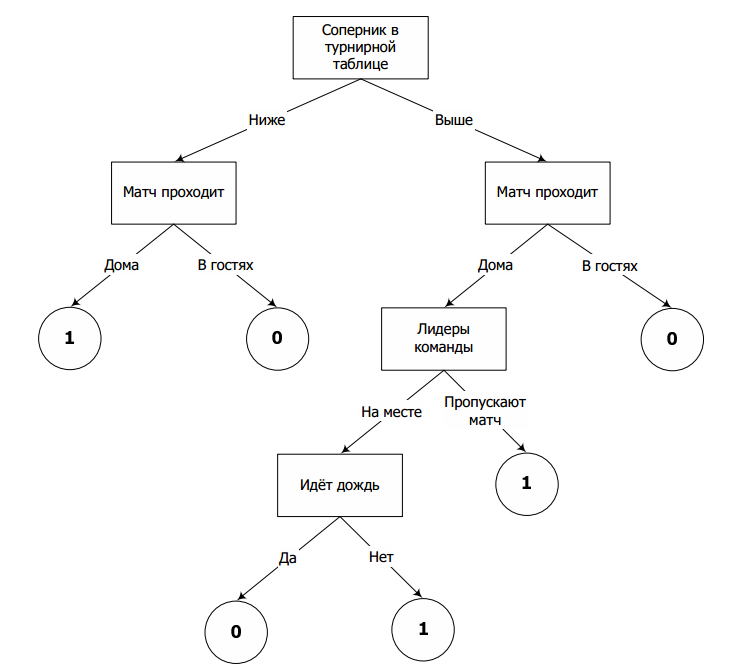 Соперник в
турнирной
таблице
Ниже
Выше
Матч проходит
Матч проходит
Дома
В гостях
Дома
В гостях
1
0
Лидеры
команды
0
На месте
Пропускают
матч
Идёт дождь
1
Да
Нет
0
1